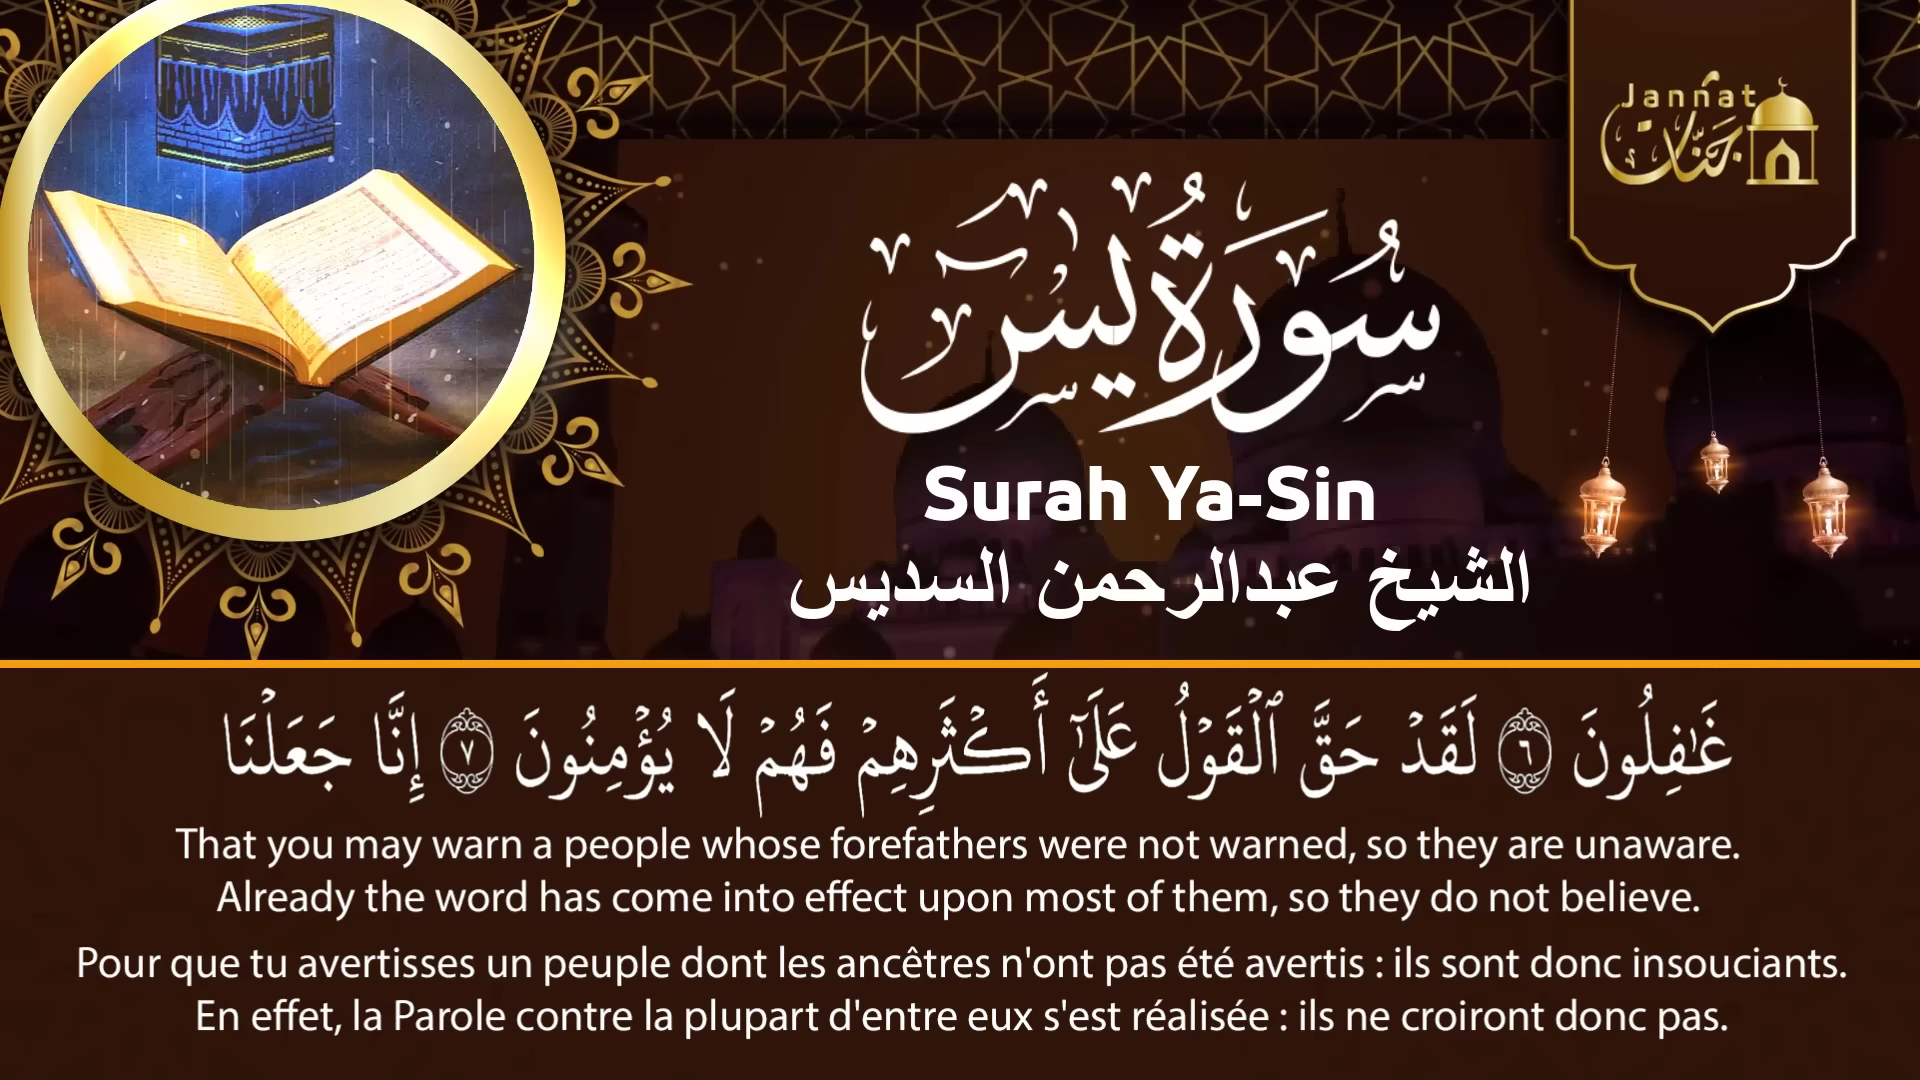 Jannat
جنات
سُورَةُ يسٓ
Surah Ya-Sin
الشيخ عبدالرحمن السديس
غَـٰفِلُونَ ٦ لَقَدْ حَقَّ ٱلْقَوْلُ عَلَىٰٓ أَكْثَرِهِمْ فَهُمْ لَا يُؤْمِنُونَ ٧ إِنَّا جَعَلْنَا
That you may warn a people whose forefathers were not warned, so they are unaware.
Already the word has come into effect upon most of them, so they do not believe.
Pour que tu avertisses un peuple dont les ancêtres n'ont pas été avertis : ils sont donc insouciants.
En effet, la Parole contre la plupart d'entre eux s'est réalisée : ils ne croiront donc pas.